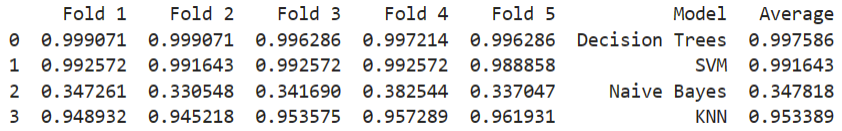 Fold 1 Fold 2 Fold 3 Fold 4 Fold 5 Model Average
0 0.999071 0.999071 0.996286 0.997214 0.996286 Decision Trees 0.997586
1 0.992572 0.991643 0.992572 0.992572 0.988858 SVM 0.991643
2 0.347261 0.330548 0.341690 0.382544 0.337047 Naive Bayes 0.347818
3 0.948932 0.945218 0.953575 0.957289 0.961931 KNN 0.953389